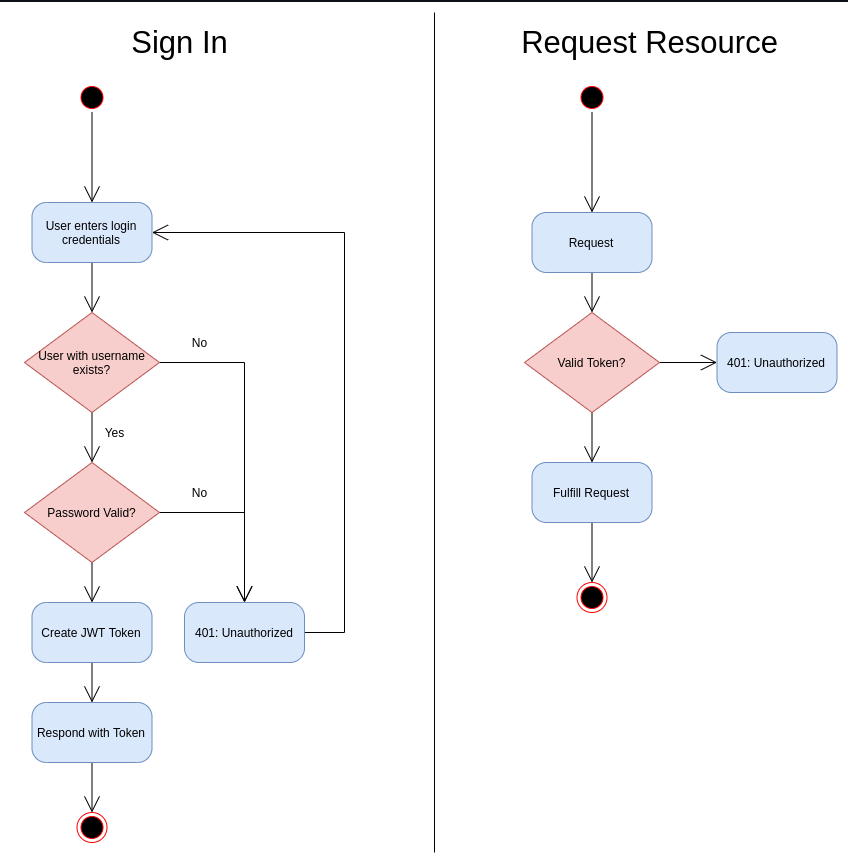 Sign In
User enters login
credentials
User with username
exists?
No
Yes
Password Valid?
No
Create JWT Token
401: Unauthorized
Respond with Token
Request Resource
Request
Valid Token?
401: Unauthorized
Fulfill Request